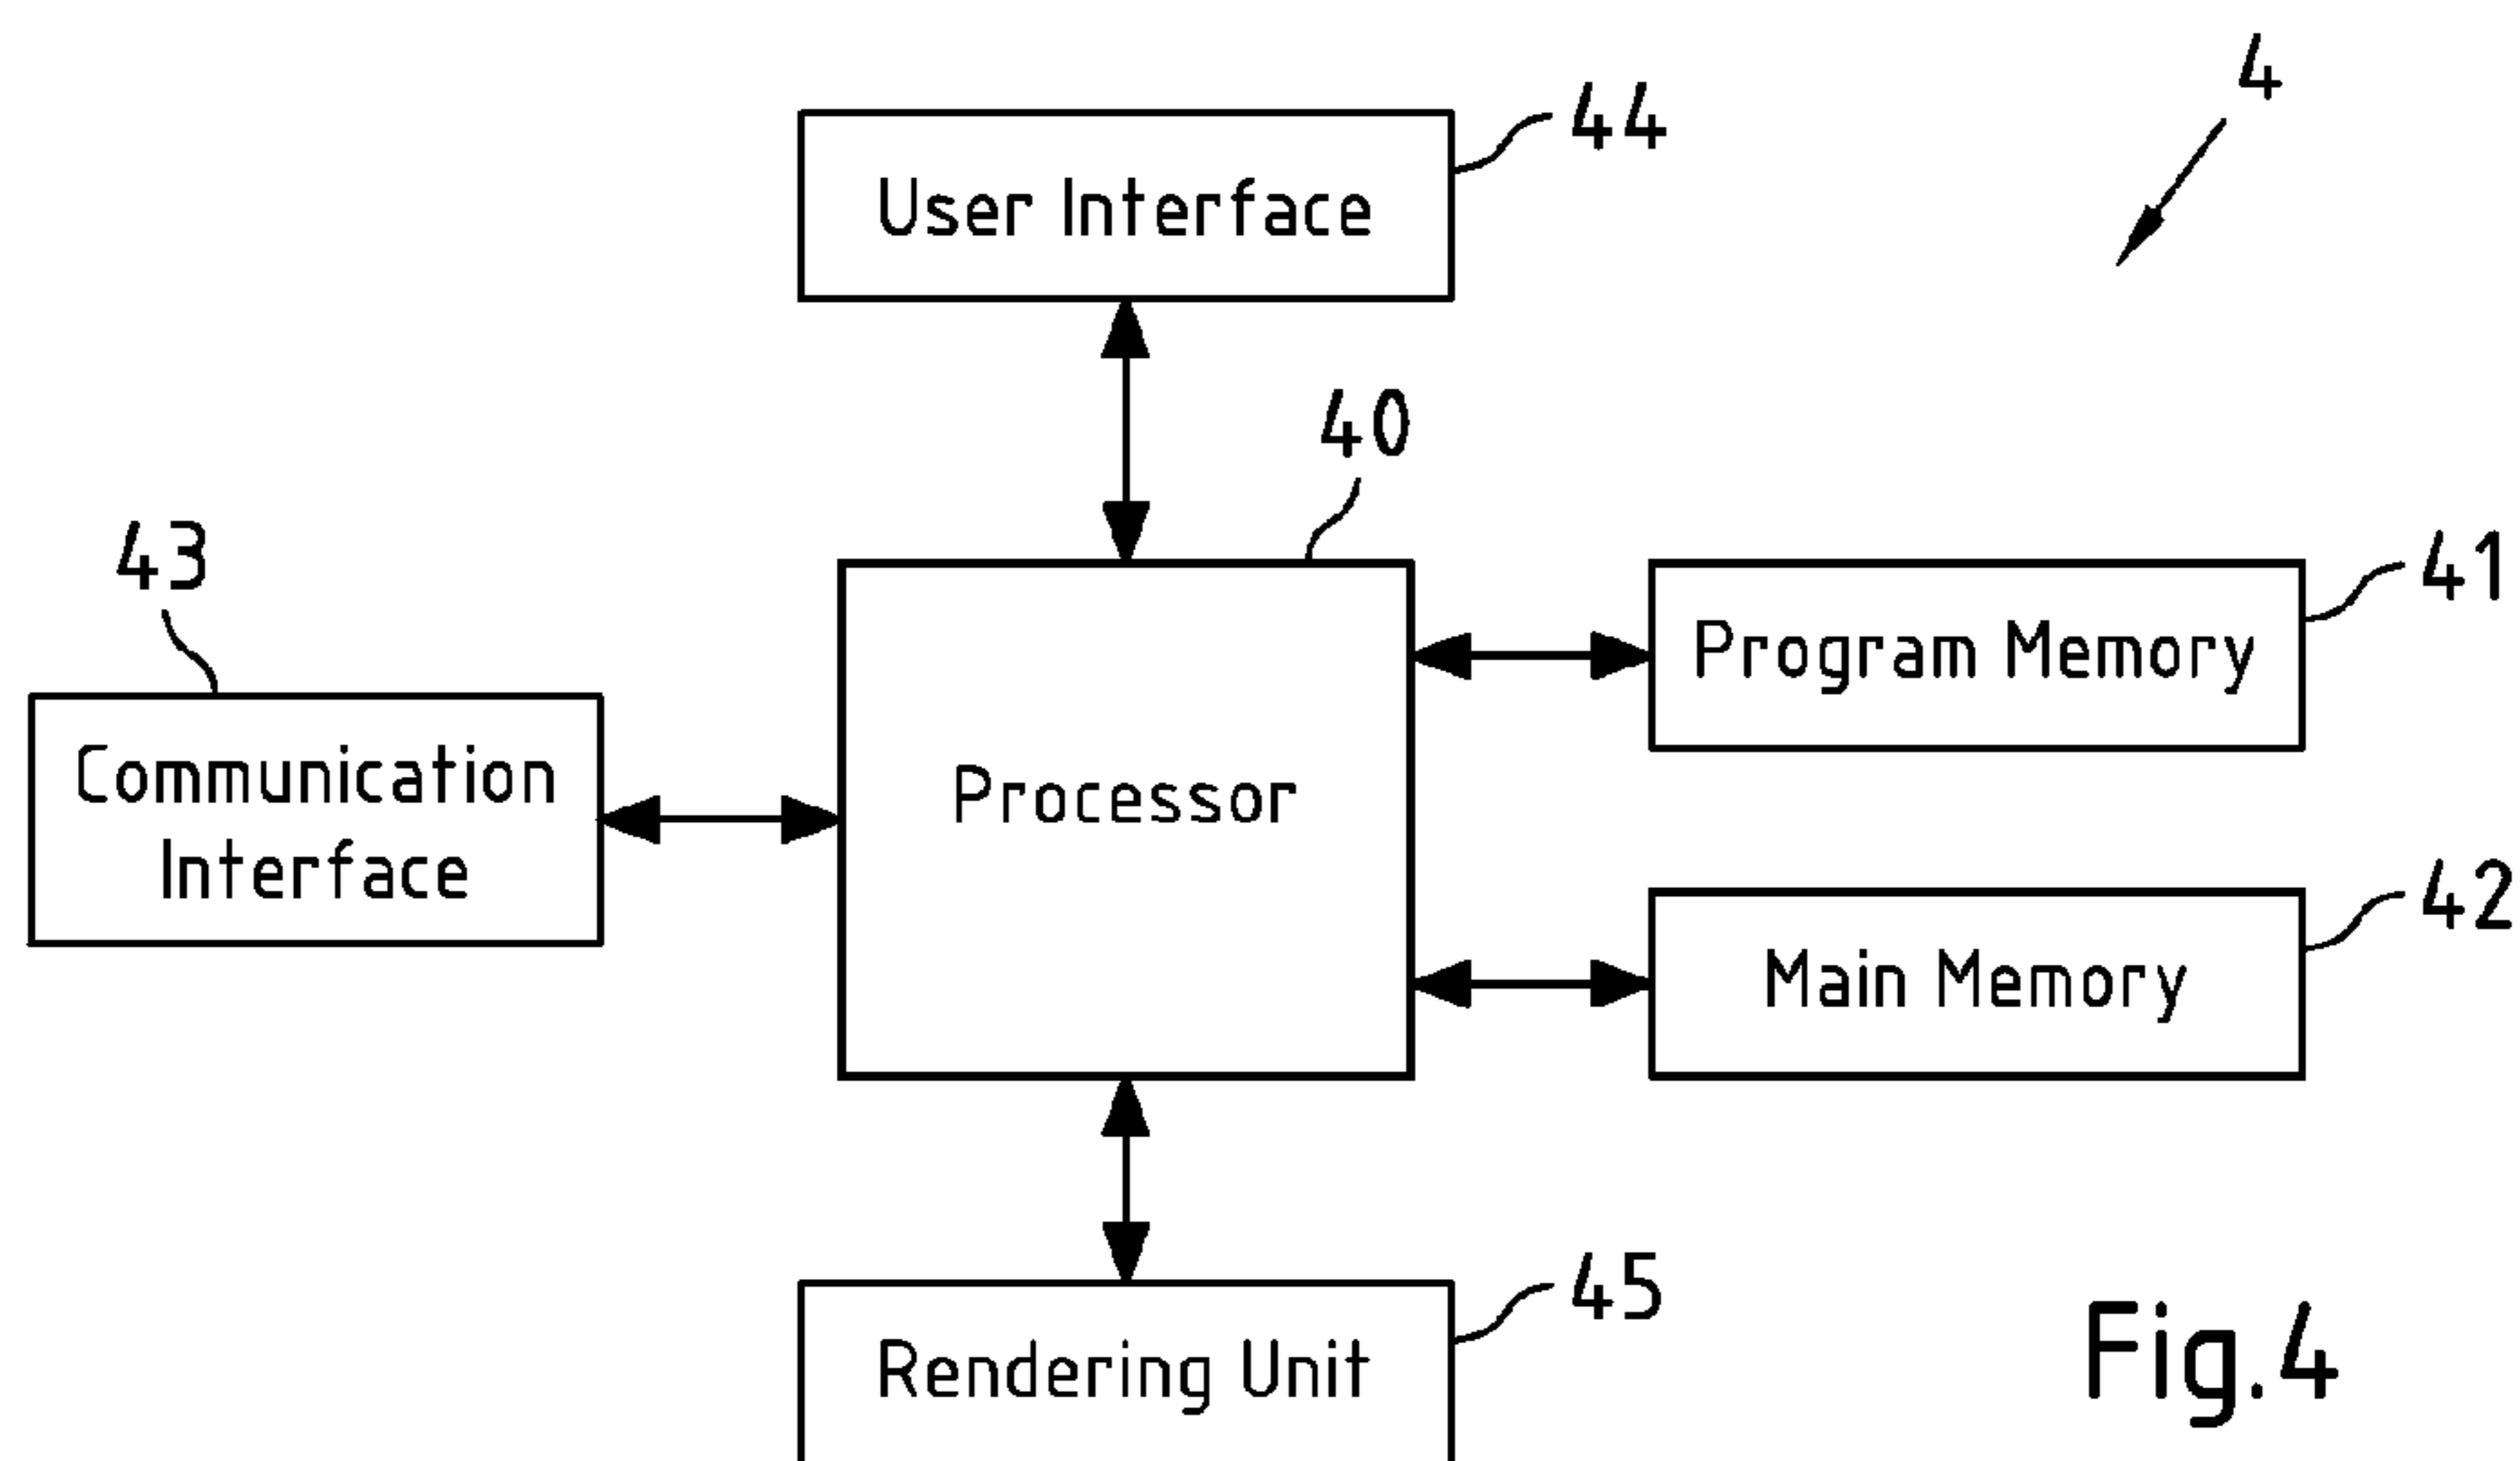 4
44
User Interface
40
43
41
Program Memory
Communication
Interface
Processor
42
Main Memory
45
Rendering Unit
Fig.4